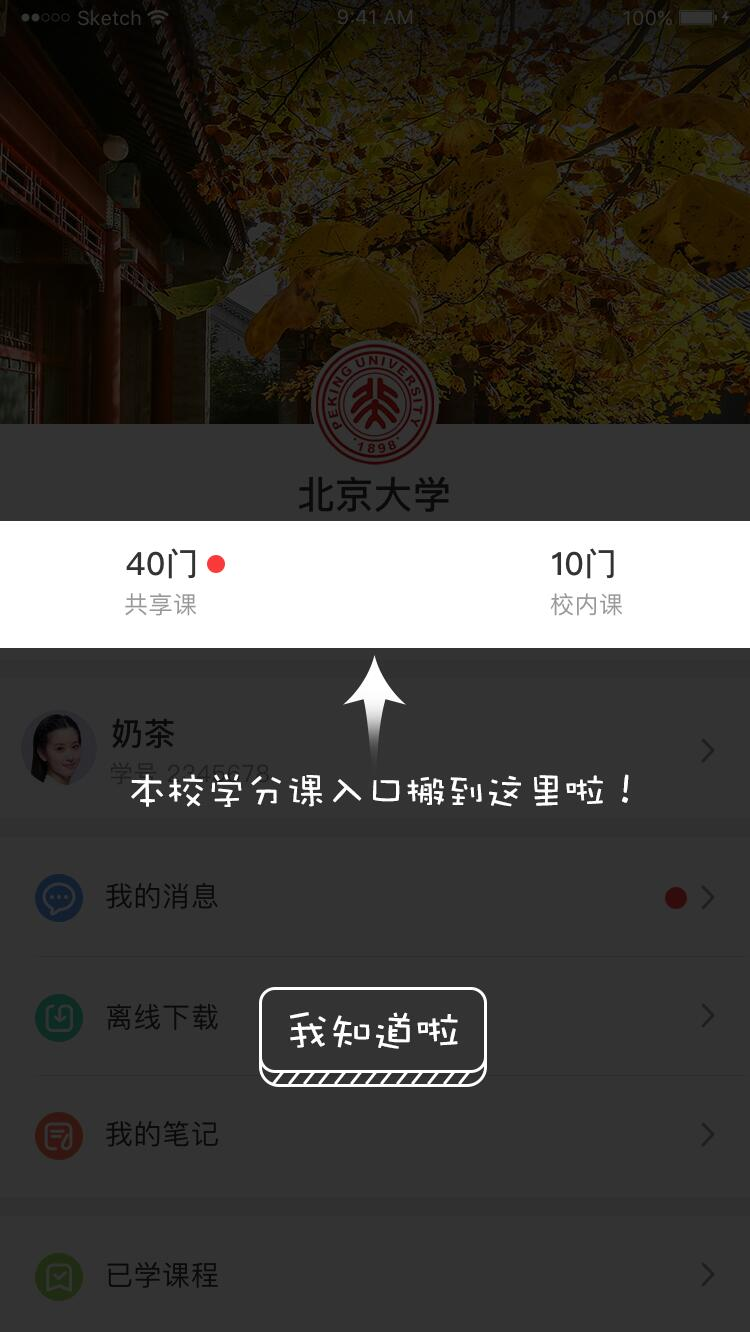 Sketch 9:41 AM 100%
PEKING UNIVERSITY
1898
北京大学
40门 10门
共享课 校内课
奶茶
学号 2345678
本校学分课入口搬到这里啦！
我的消息
离线下载
我知道啦
我的笔记
已学课程